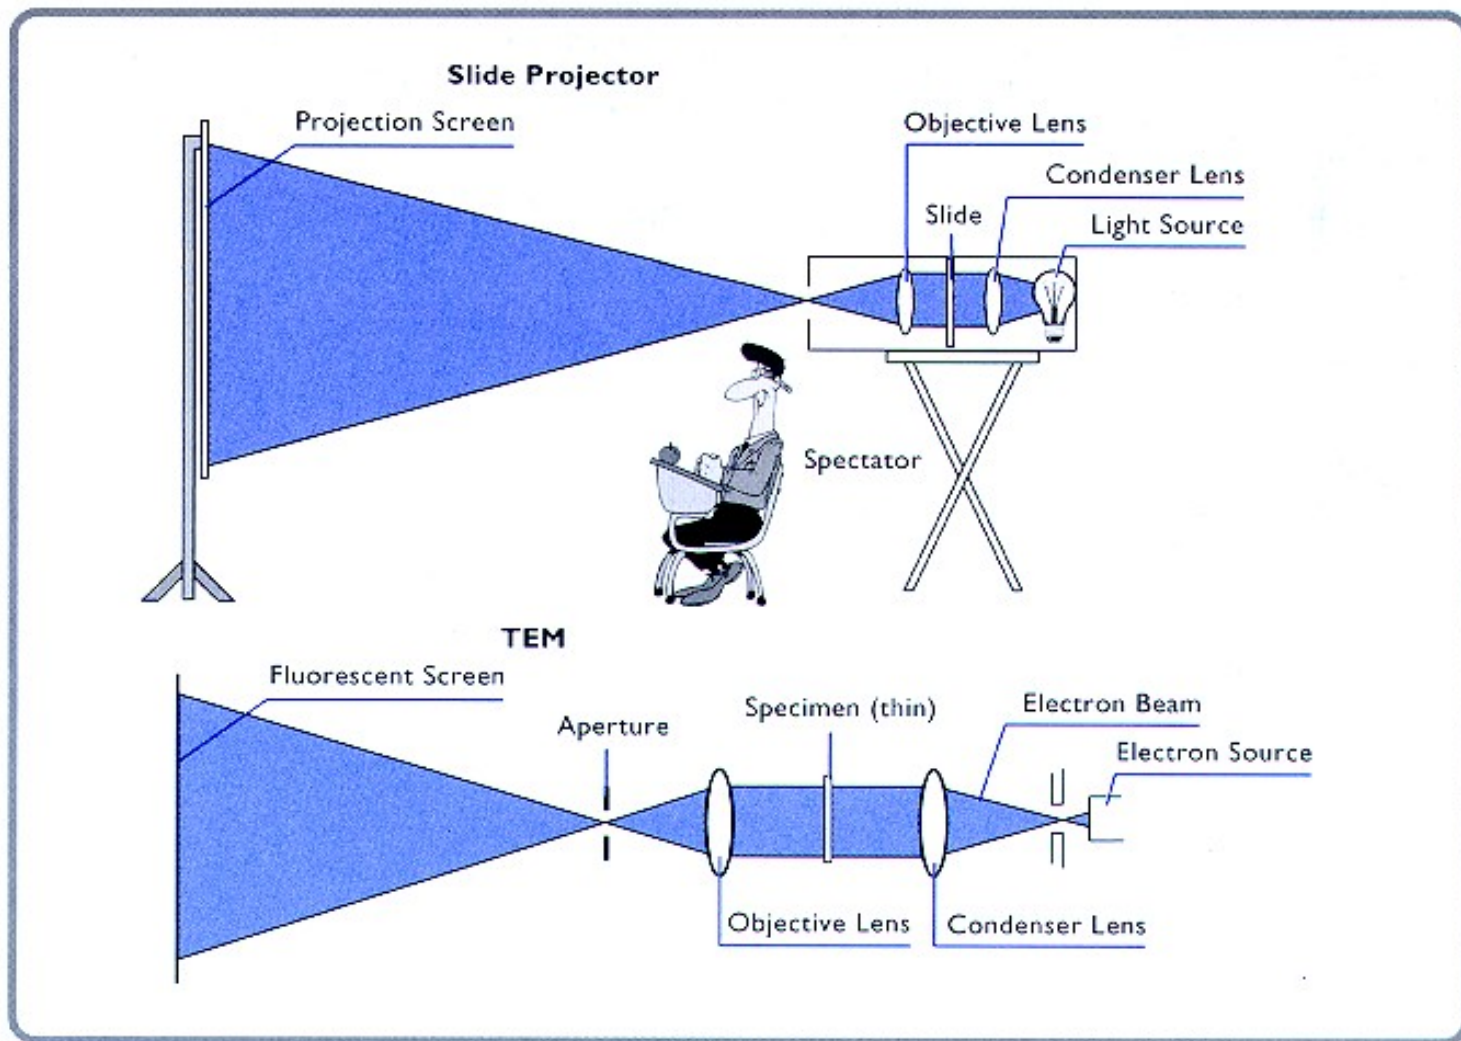 Slide Projector
Projection Screen
Objective Lens
Condenser Lens
Slide
Light Source
Spectator
TEM
Fluorescent Screen
Aperture
Specimen (thin)
Electron Beam
Electron Source
Objective Lens
Condenser Lens